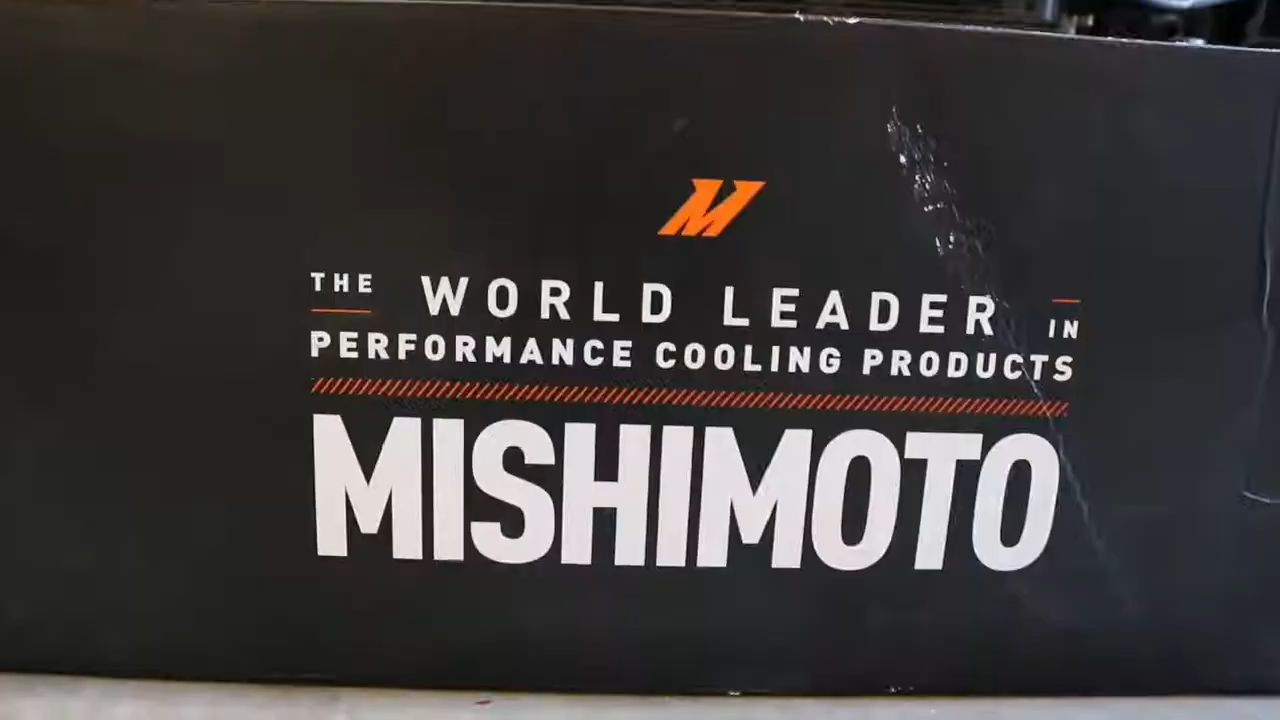 THE WORLD LEADER IN
PERFORMANCE COOLING PRODUCTS
MISHIMOTO